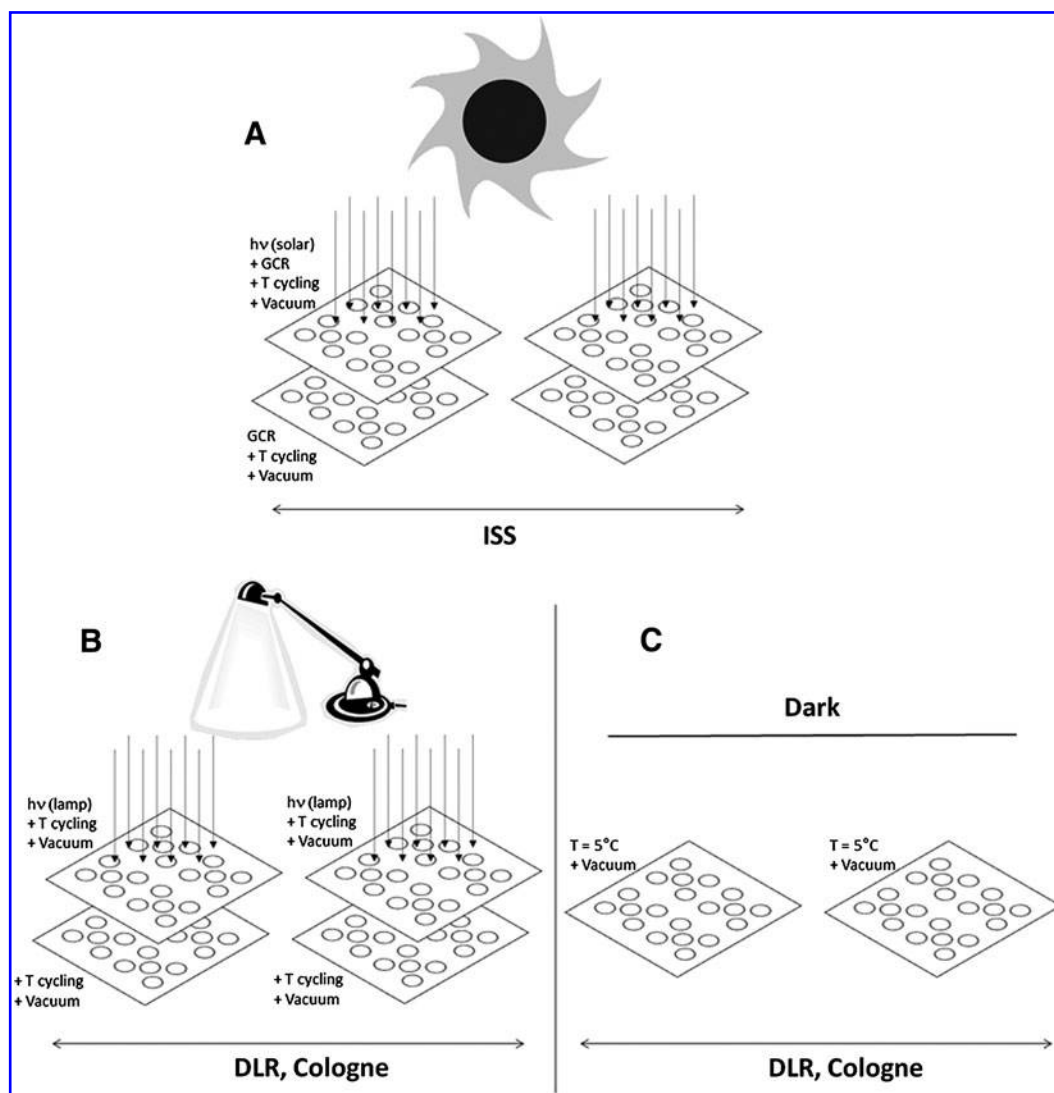 A
hν (solar)
+ GCR
+ T cycling
+ Vacuum
GCR
+ T cycling
+ Vacuum
ISS
B
hν (lamp)
+ T cycling
+ Vacuum
hν (lamp)
+ T cycling
+ Vacuum
+ T cycling
+ Vacuum
+ T cycling
+ Vacuum
DLR, Cologne
C
Dark
T = 5°C
+ Vacuum
T = 5°C
+ Vacuum
DLR, Cologne